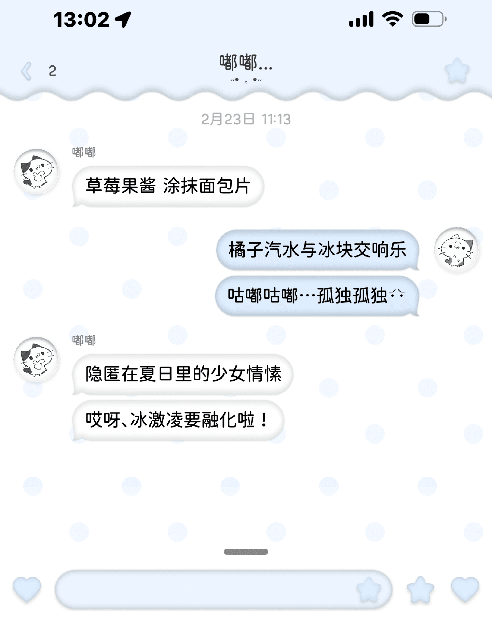 13:02
2
嘟嘟...
2月23日 11:13
嘟嘟
草莓果酱 涂抹面包片
橘子汽水与冰块交响乐
咕嘟咕嘟…孤独孤独
嘟嘟
隐匿在夏日里的少女情愫
哎呀、冰激凌要融化啦！